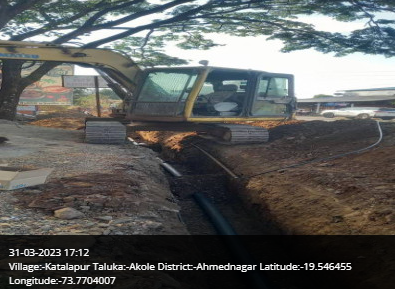 31-03-2023 17:12
Village:-Katalapur Taluka:-Akole District:-Ahmednagar Latitude:-19.546455
Longitude:-73.7704007